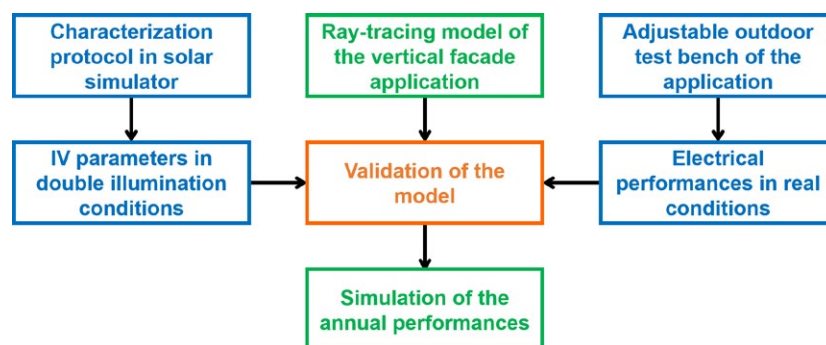 Characterization
protocol in solar
simulator
Ray-tracing model of
the vertical facade
application
Adjustable outdoor
test bench of the
application
IV parameters in
double illumination
conditions
Validation of the
model
Electrical
performances in real
conditions
Simulation of the
annual performances